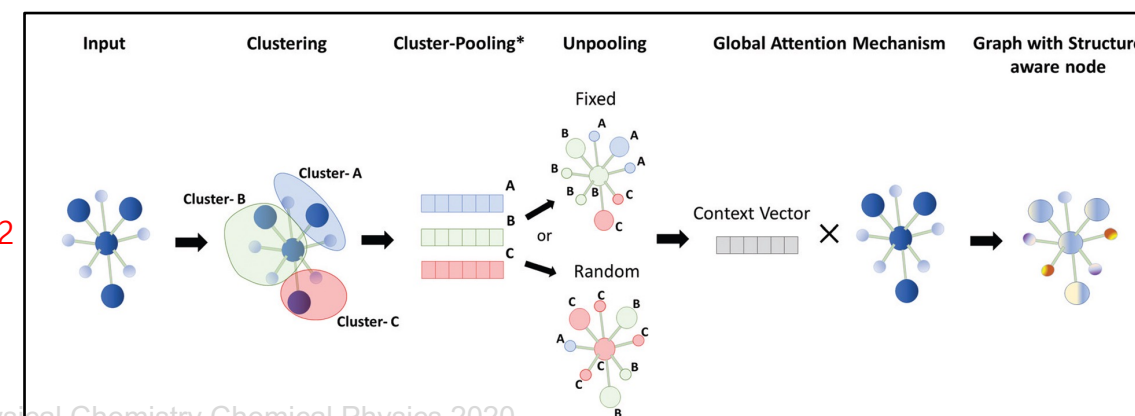 Input
Clustering
Cluster-Pooling*
Unpooling
Global Attention Mechanism
Graph with Structure
aware node
Fixed
A
B
A
A
B
B
B
C
C
Cluster- A
Cluster- B
Cluster- C
A
B
C
or
2
Context Vector
×
Random
C
C
B
A
C
C
C
B
B
Physical Chemistry Chemical Physics 2020